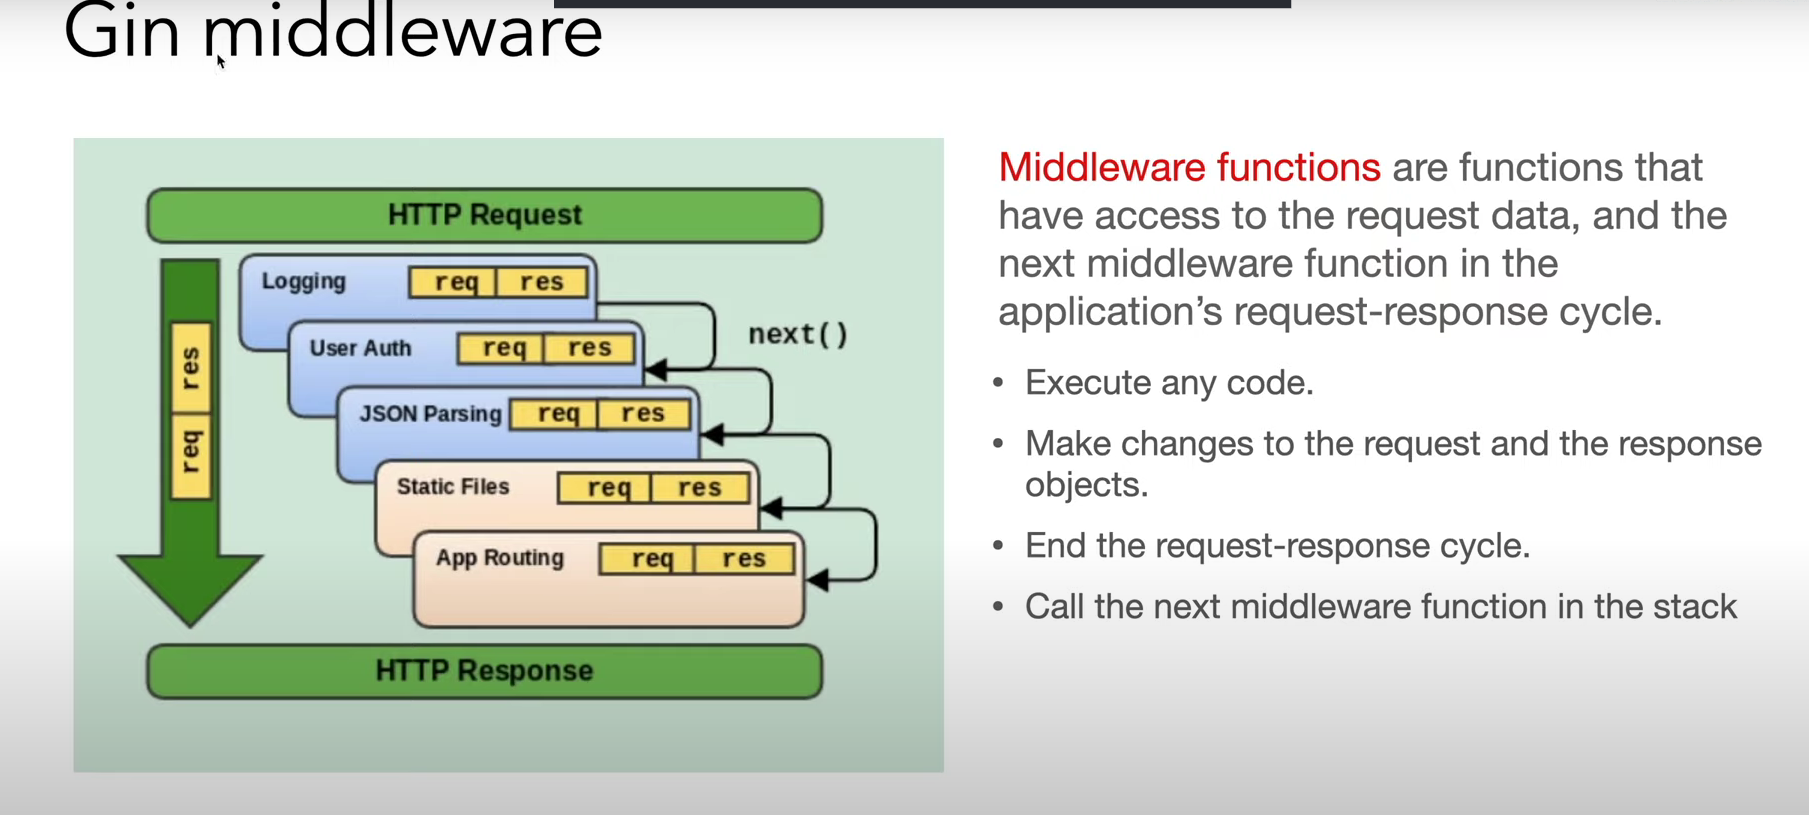 Gin middleware
HTTP Request
Logging req res
next()
User Auth req res
JSON Parsing req res
Static Files req res
App Routing req res
res
req
HTTP Response
Middleware functions are functions that
have access to the request data, and the
next middleware function in the
application’s request-response cycle.
• Execute any code.
• Make changes to the request and the response
objects.
• End the request-response cycle.
• Call the next middleware function in the stack